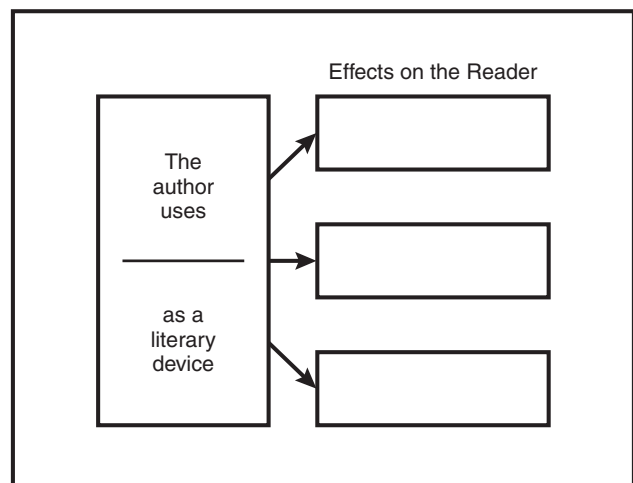 Effects on the Reader
The
author
uses
as a
literary
device